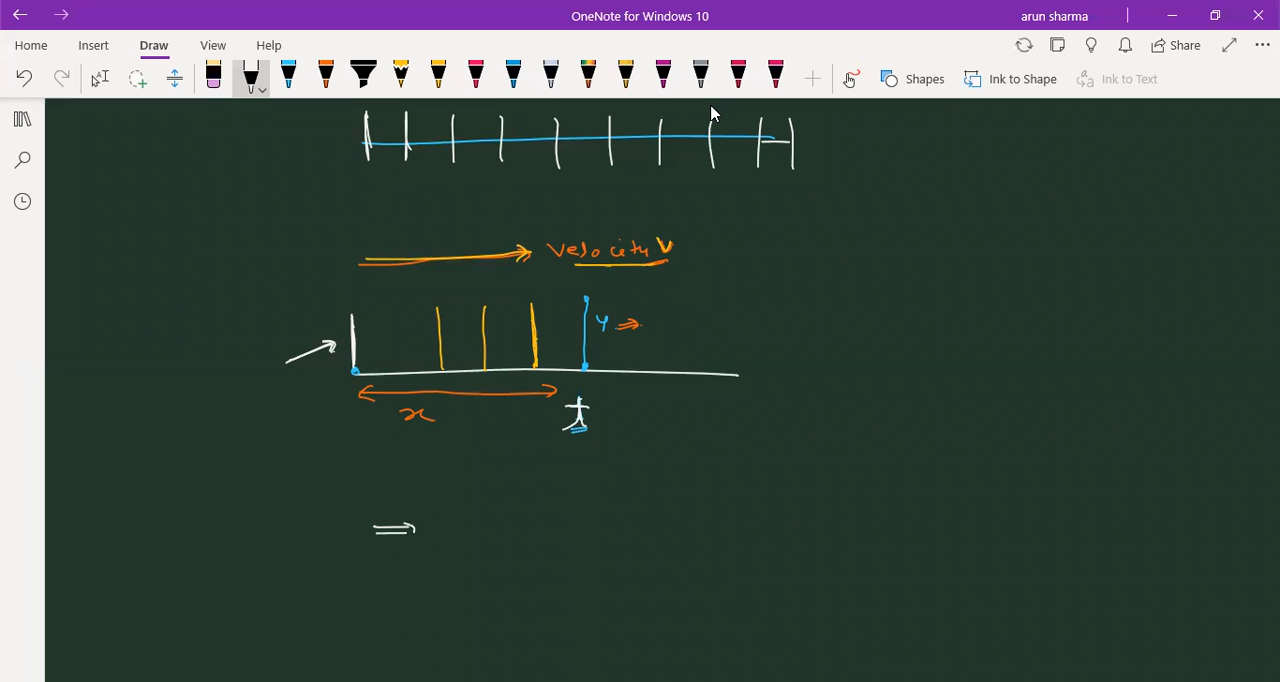 OneNote for Windows 10
arun sharma
Home Insert Draw View Help
Share
Shapes Ink to Shape Ink to Text
Velocity V
y
x
t